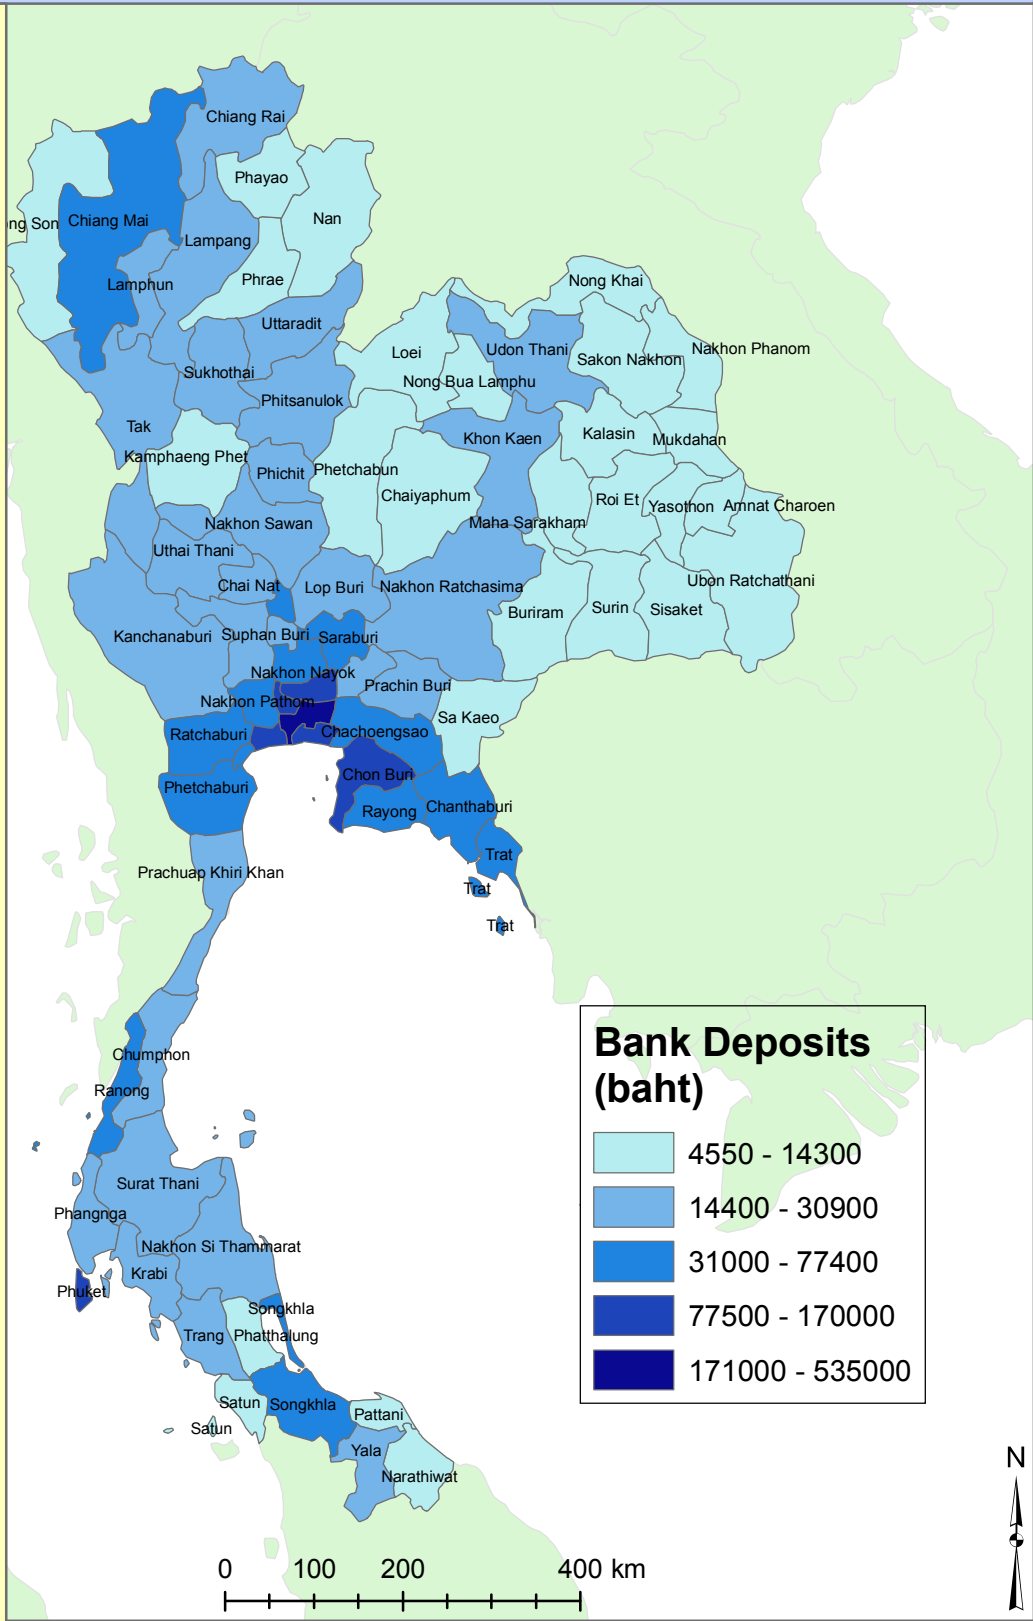 Chiang Rai
Phayao
Nan
ng Son
Chiang Mai
Lampang
Phrae
Lamphun
Nong Khai
Uttaradit
Loei
Udon Thani
Nakhon Phanom
Sakon Nakhon
Sukhothai
Nong Bua Lamphu
Phitsanulok
Tak
Khon Kaen
Kalasin
Mukdahan
Kamphaeng Phet
Phichit
Phetchabun
Chaiyaphum
Roi Et
Yasothon
Amnat Charoen
Nakhon Sawan
Maha Sarakham
Uthai Thani
Chai Nat
Lop Buri
Nakhon Ratchasima
Ubon Ratchathani
Buriram
Surin
Sisaket
Kanchanaburi
Suphan Buri
Saraburi
Nakhon Nayok
Prachin Buri
Nakhon Pathom
Sa Kaeo
Ratchaburi
Chachoengsao
Chon Buri
Phetchaburi
Rayong
Chanthaburi
Trat
Prachuap Khiri Khan
Trat
Trat
Chumphon
Ranong
Surat Thani
Phangnga
Nakhon Si Thammarat
Krabi
Phuket
Songkhla
Trang
Phatthalung
Satun
Songkhla
Pattani
Satun
Yala
Narathiwat
Bank Deposits
(baht)
4550 - 14300
14400 - 30900
31000 - 77400
77500 - 170000
171000 - 535000
N
0 100 200 400 km